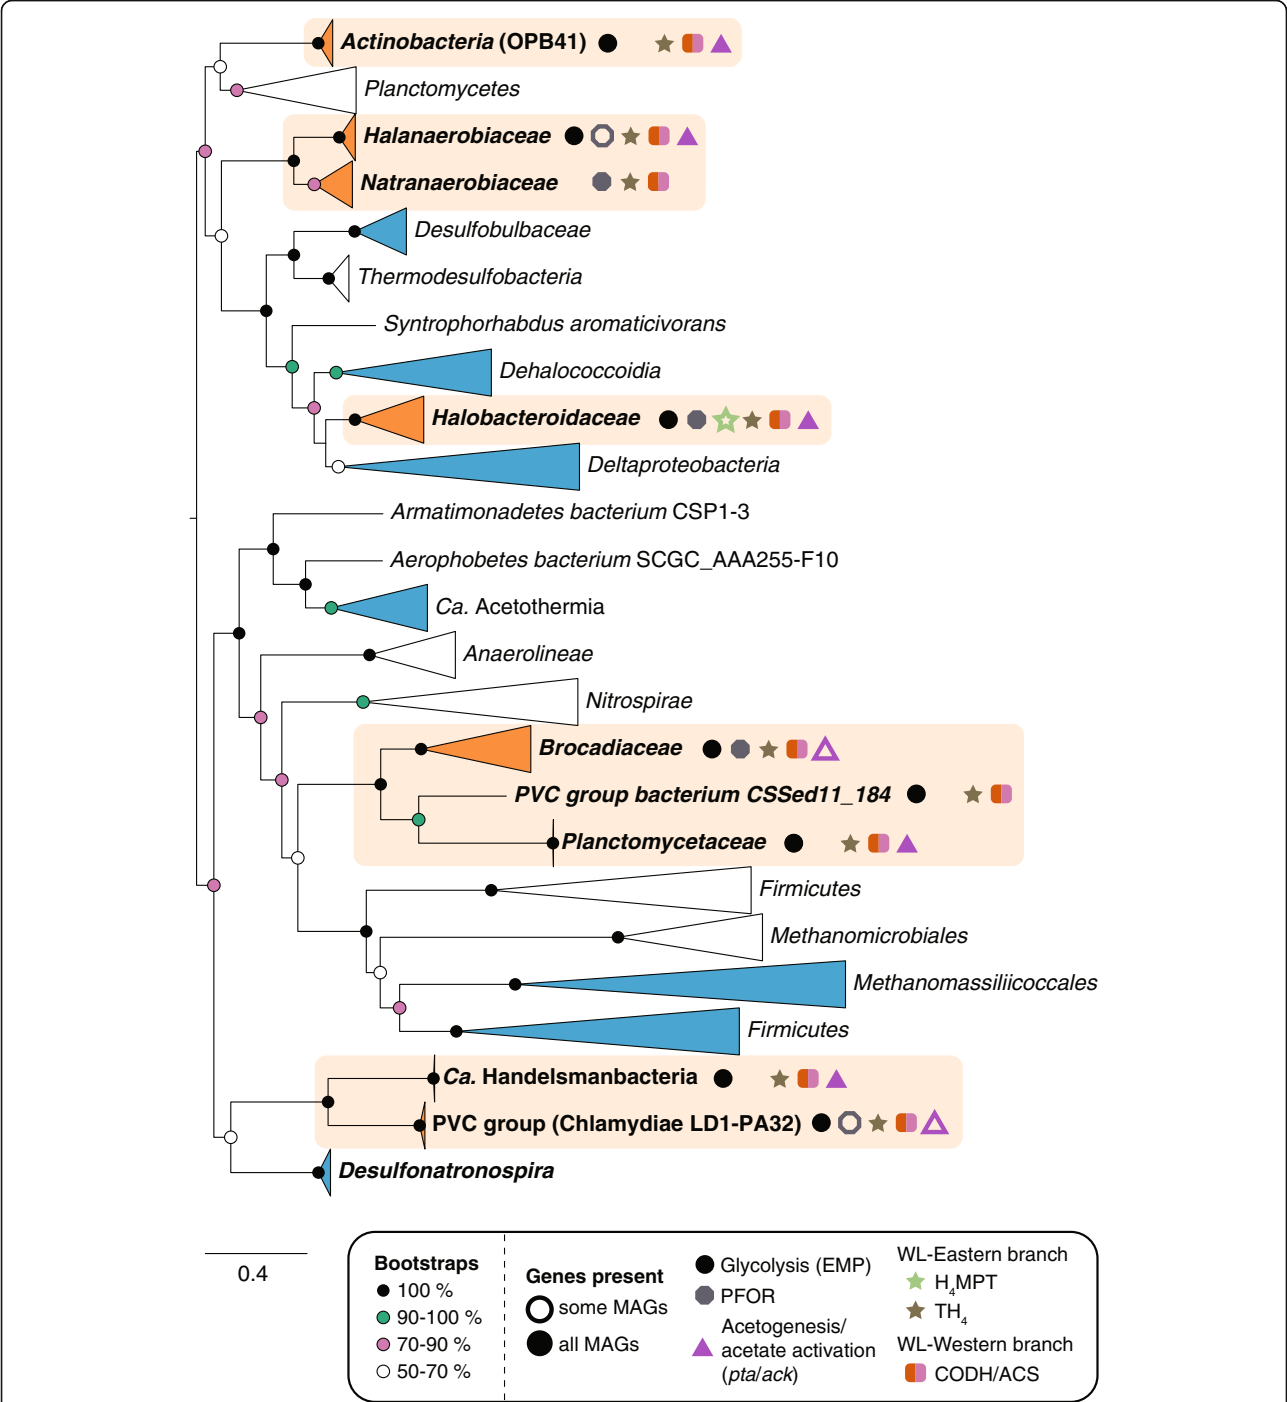 Actinobacteria (OPB41)
Planctomycetes
Halanaerobiaceae
Natranaerobiaceae
Desulfobulbaceae
Thermodesulfobacteria
Syntrophorhabdus aromaticivorans
Dehalococcoidia
Halobacteroidaceae
Deltaproteobacteria
Armatimonadetes bacterium CSP1-3
Aerophobetes bacterium SCGC_AAA255-F10
Ca. Acetothermia
Anaerolineae
Nitrospirae
Brocadiaceae
PVC group bacterium CSSed11_184
Planctomycetaceae
Firmicutes
Methanomicrobiales
Methanomassiliicoccales
Firmicutes
Ca. Handelsmanbacteria
PVC group (Chlamydiae LD1-PA32)
Desulfonatronospira
0.4
Bootstraps
100 %
90-100 %
70-90 %
50-70 %
Genes present
some MAGs
all MAGs
Glycolysis (EMP)
PFOR
Acetogenesis/
acetate activation
(pta/ack)
WL-Eastern branch
H4MPT
TH4
WL-Western branch
CODH/ACS